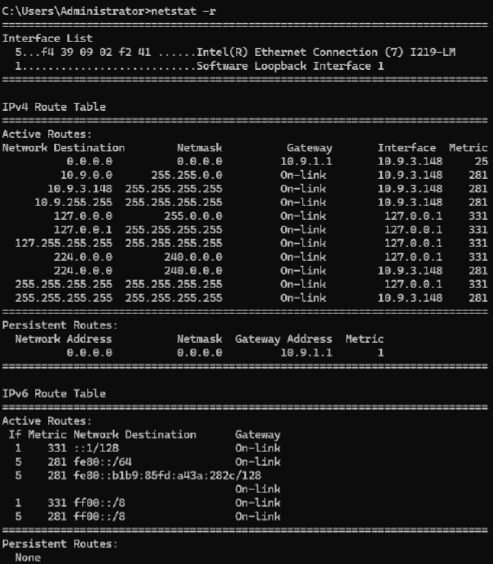 C:\Users\Administrator>netstat -r
===========================================================================
Interface List
  5...f4 39 09 02 f2 41 ......Intel(R) Ethernet Connection (7) I219-LM
  1...........................Software Loopback Interface 1
===========================================================================

IPv4 Route Table
===========================================================================
Active Routes:
Network Destination        Netmask          Gateway       Interface  Metric
          0.0.0.0          0.0.0.0         10.9.1.1       10.9.3.148     25
         10.9.0.0      255.255.0.0         On-link        10.9.3.148    281
       10.9.3.148  255.255.255.255         On-link        10.9.3.148    281
     10.9.255.255  255.255.255.255         On-link        10.9.3.148    281
        127.0.0.0        255.0.0.0         On-link         127.0.0.1    331
        127.0.0.1  255.255.255.255         On-link         127.0.0.1    331
  127.255.255.255  255.255.255.255         On-link         127.0.0.1    331
        224.0.0.0        240.0.0.0         On-link         127.0.0.1    331
        224.0.0.0        240.0.0.0         On-link        10.9.3.148    281
  255.255.255.255  255.255.255.255         On-link         127.0.0.1    331
  255.255.255.255  255.255.255.255         On-link        10.9.3.148    281
===========================================================================
Persistent Routes:
  Network Address          Netmask  Gateway Address  Metric
          0.0.0.0          0.0.0.0         10.9.1.1       1
===========================================================================

IPv6 Route Table
===========================================================================
Active Routes:
 If Metric Network Destination      Gateway
  1    331 ::1/128                  On-link
  5    281 fe80::/64                On-link
  5    281 fe80::b1b9:85fd:a43a:282c/128
                                    On-link
  1    331 ff00::/8                 On-link
  5    281 ff00::/8                 On-link
===========================================================================
Persistent Routes:
  None